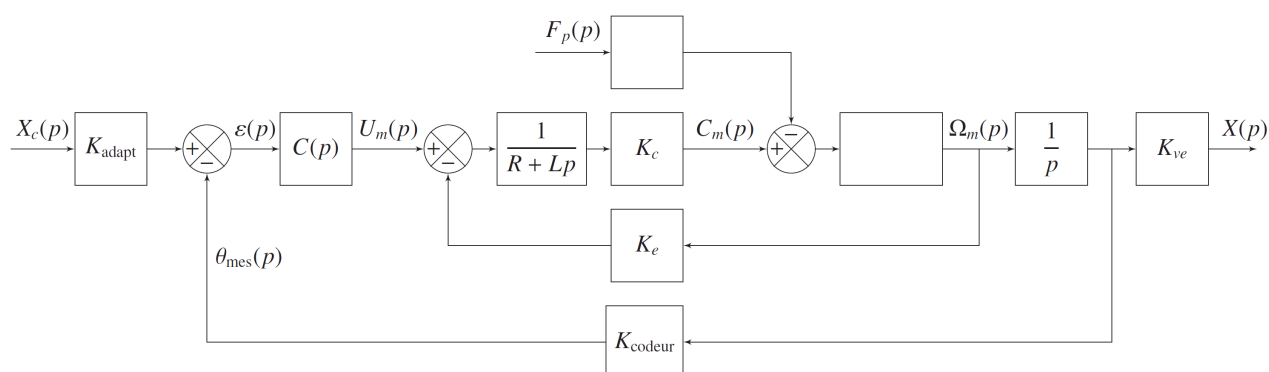 F_p(p)
X_c(p)
K_adapt
+
−
ε(p)
C(p)
U_m(p)
+
−
1
R + Lp
K_c
C_m(p)
−
+
Ω_m(p)
1
p
K_ve
X(p)
K_e
θ_mes(p)
K_codeur